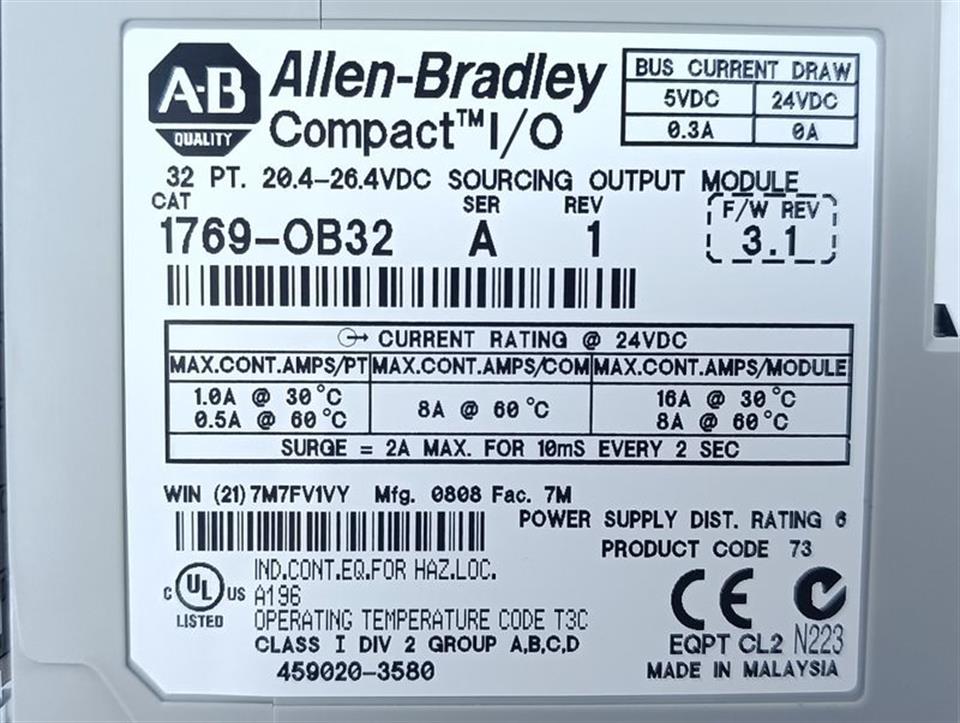 A-B
QUALITY
Allen-Bradley
Compact™ I/O
BUS CURRENT DRAW
5VDC 24VDC
0.3A 0A
32 PT. 20.4-26.4VDC SOURCING OUTPUT MODULE
CAT SER REV F/W REV
1769-OB32 A 1 3.1
CURRENT RATING @ 24VDC
MAX.CONT.AMPS/PT MAX.CONT.AMPS/COM MAX.CONT.AMPS/MODULE
1.0A @ 30°C 8A @ 60°C 16A @ 30°C
0.5A @ 60°C 8A @ 60°C
SURGE = 2A MAX. FOR 10mS EVERY 2 SEC
WIN (21) 7M7FV1VY Mfg. 0808 Fac. 7M
POWER SUPPLY DIST. RATING 6
PRODUCT CODE 73
IND.CONT.EQ.FOR HAZ.LOC.
C UL US A196
LISTED OPERATING TEMPERATURE CODE T3C
CLASS I DIV 2 GROUP A,B,C,D
459020-3580
CE
EQPT CL2 N223
MADE IN MALAYSIA